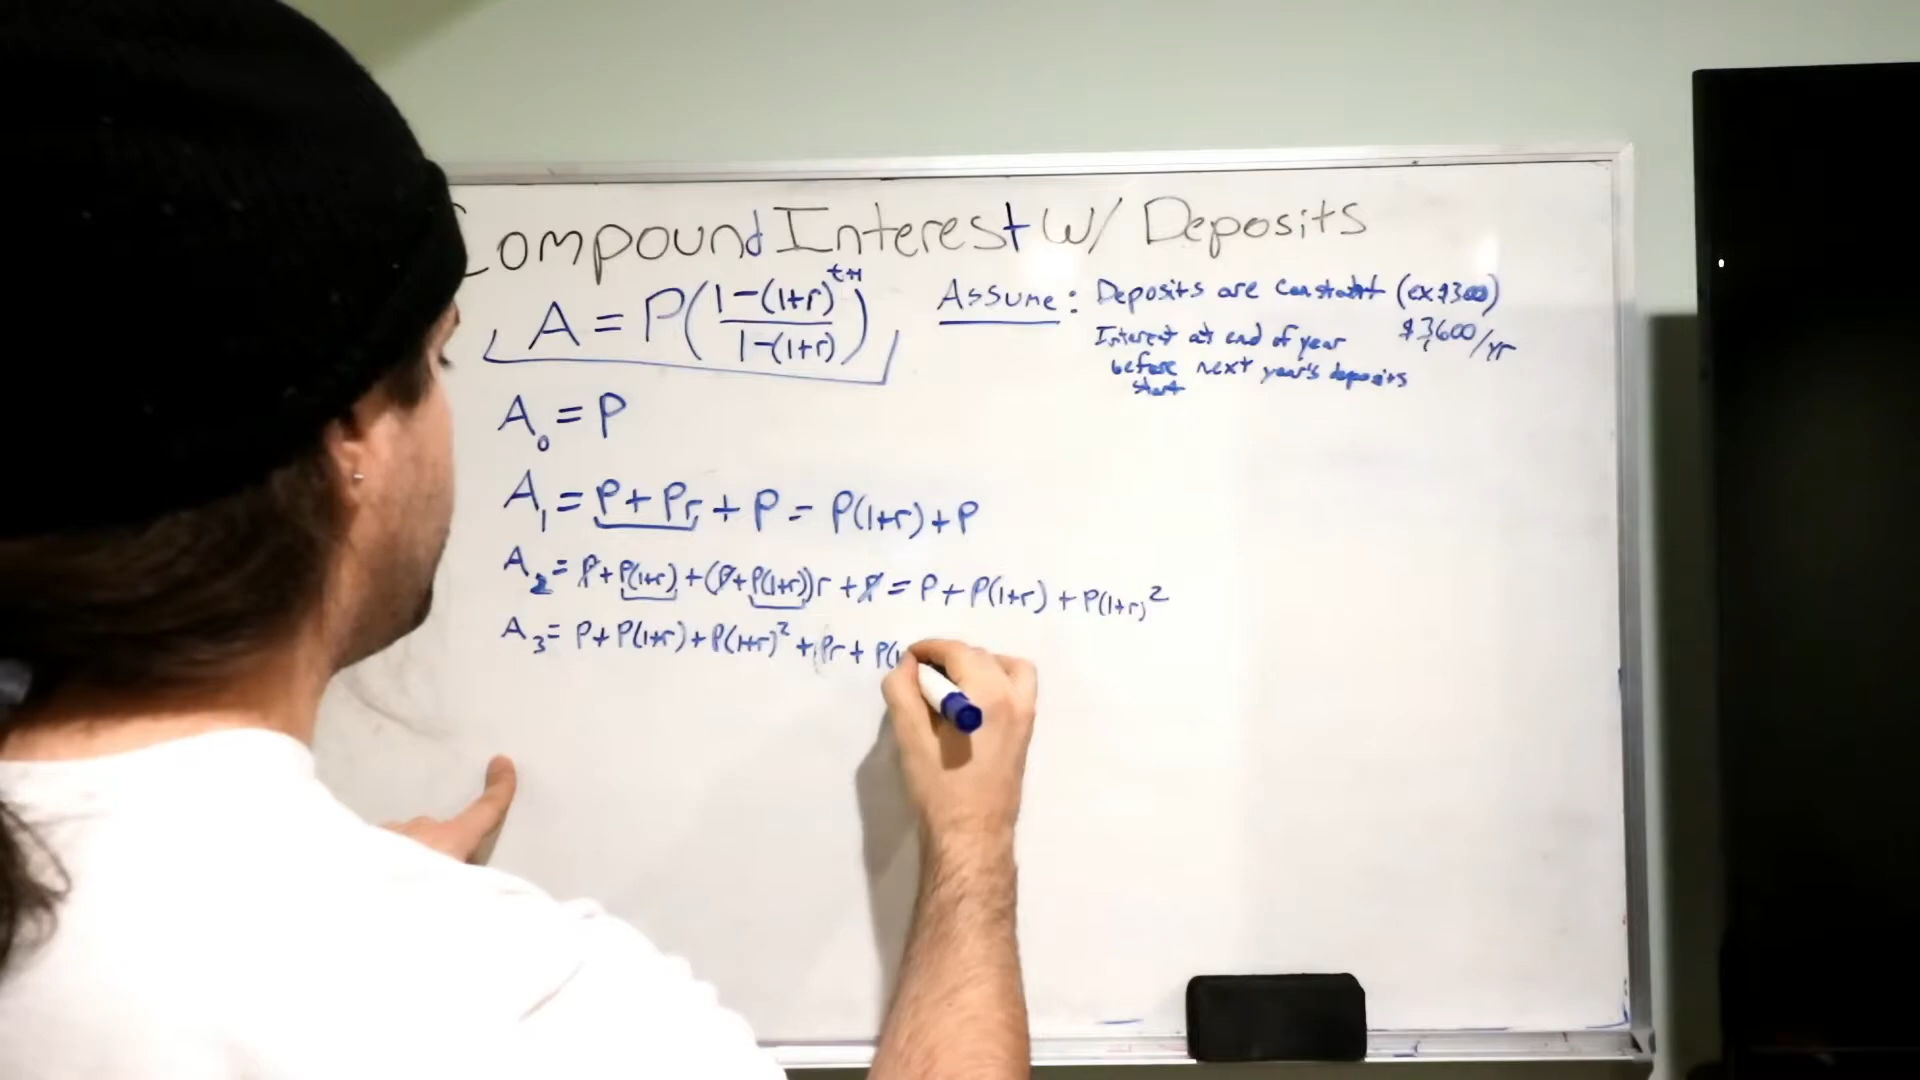 Compound Interest w/ Deposits
A = P((1-(1+r)^t+1)/(1-(1+r)))
Assume: Deposits are constant (ex $300)
$3,600/yr
Interest at end of year
before next year's deposits
start
A₀ = P
A₁ = P + Pr + P = P(1+r) + P
A₂ = P + P(1+r) + (P + P(1+r))r + P = P + P(1+r) + P(1+r)²
A₃ = P + P(1+r) + P(1+r)² + Pr + P(1